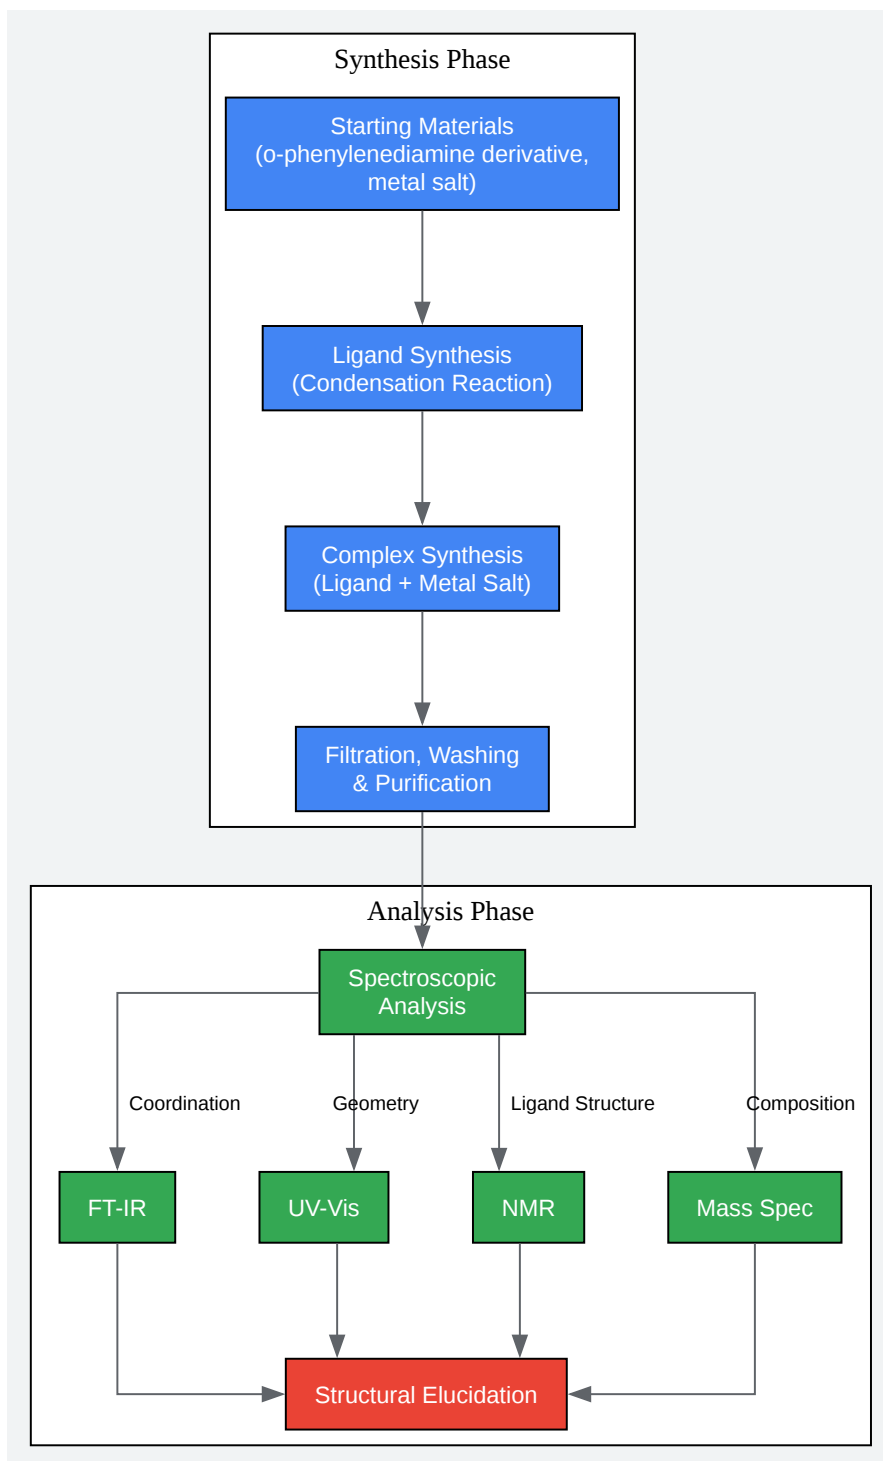 Synthesis Phase
Starting Materials
(o-phenylenediamine derivative,
metal salt)
Ligand Synthesis
(Condensation Reaction)
Complex Synthesis
(Ligand + Metal Salt)
Filtration, Washing
& Purification
Analysis Phase
Spectroscopic
Analysis
Coordination
Geometry
Ligand Structure
Composition
FT-IR
UV-Vis
NMR
Mass Spec
Structural Elucidation